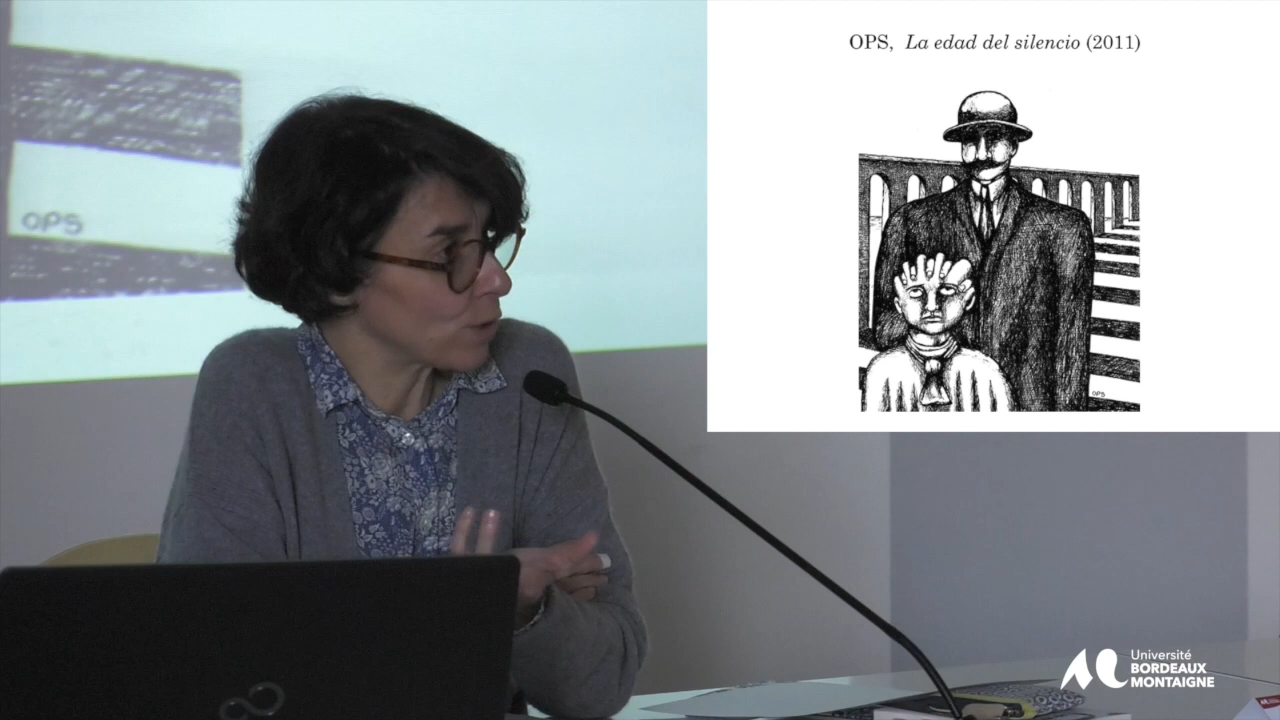 OPS, La edad del silencio (2011)
OPS
OPS
Université
BORDEAUX
MONTAIGNE